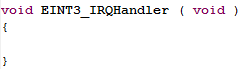 void EINT3_IRQHandler ( void )
{
}